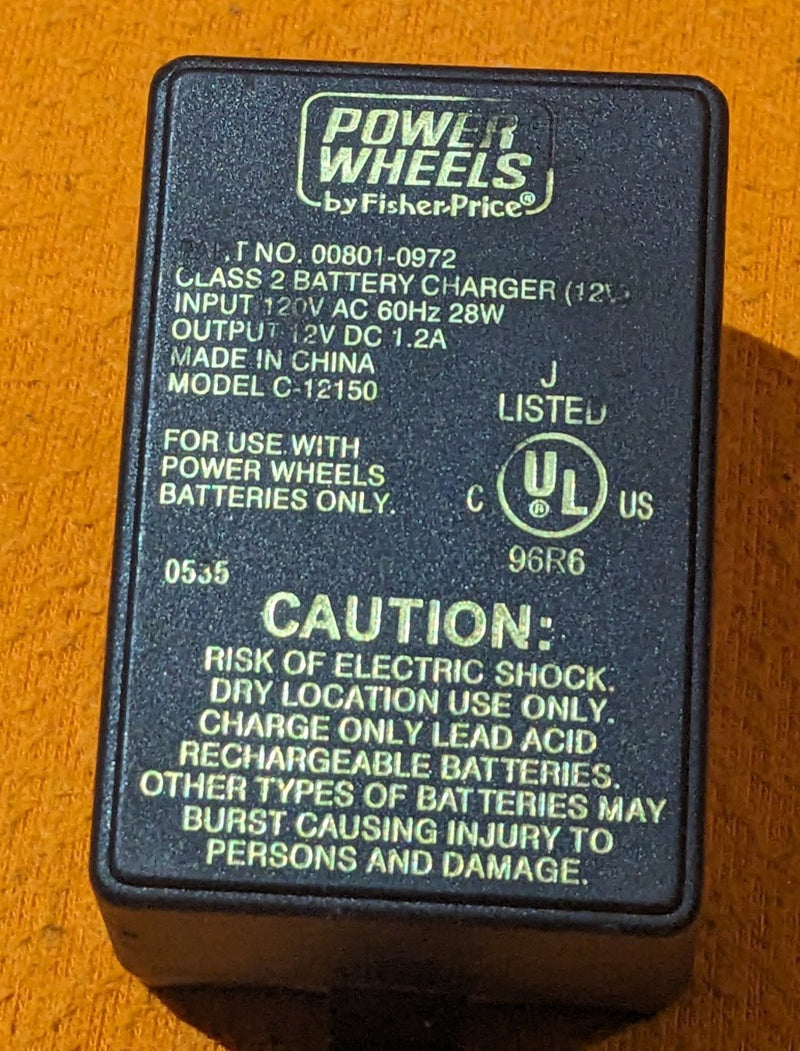 POWER
WHEELS
by Fisher-Price®
PART NO. 00801-0972
CLASS 2 BATTERY CHARGER (12V)
INPUT 120V AC 60Hz 28W
OUTPUT 12V DC 1.2A
MADE IN CHINA
MODEL C-12150
J
LISTED
FOR USE WITH
POWER WHEELS
BATTERIES ONLY.
C UL ® US
96R6
0535
CAUTION:
RISK OF ELECTRIC SHOCK.
DRY LOCATION USE ONLY.
CHARGE ONLY LEAD ACID
RECHARGEABLE BATTERIES.
OTHER TYPES OF BATTERIES MAY
BURST CAUSING INJURY TO
PERSONS AND DAMAGE.